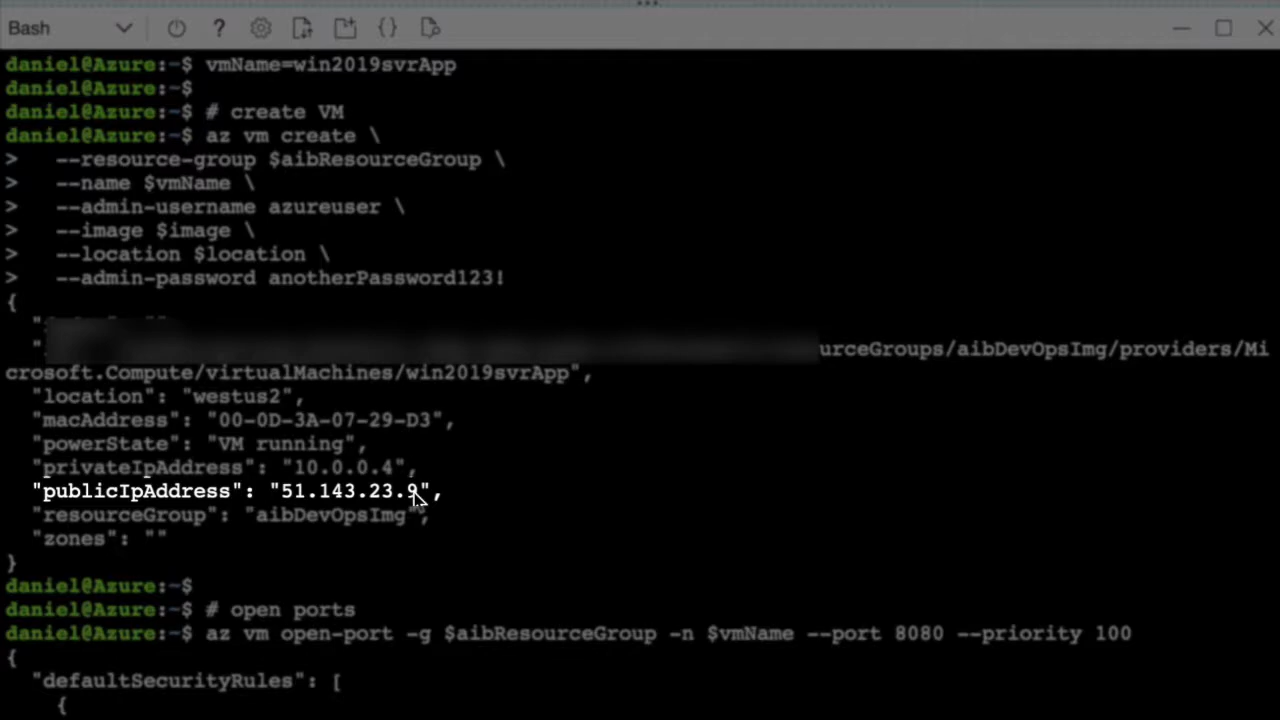 Bash
daniel@Azure:~$ vmName=win2019svrApp
daniel@Azure:~$
daniel@Azure:~$ # create VM
daniel@Azure:~$ az vm create \
>   --resource-group $aibResourceGroup \
>   --name $vmName \
>   --admin-username azureuser \
>   --image $image \
>   --location $location \
>   --admin-password anotherPassword123!
{
urceGroups/aibDevOpsImg/providers/Mi
crosoft.Compute/virtualMachines/win2019svrApp",
"location": "westus2",
"macAddress": "00-0D-3A-07-29-D3",
"powerState": "VM running",
"privateIpAddress": "10.0.0.4",
"publicIpAddress": "51.143.23.9",
"resourceGroup": "aibDevOpsImg",
"zones": ""
}
daniel@Azure:~$
daniel@Azure:~$ # open ports
daniel@Azure:~$ az vm open-port -g $aibResourceGroup -n $vmName --port 8080 --priority 100
{
"defaultSecurityRules": [
{